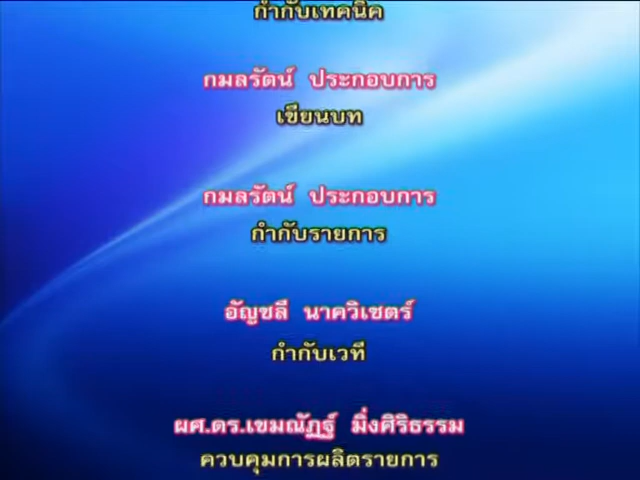 กำกับเทคนิค
กมลรัตน์ ประกอบการ
เขียนบท
กมลรัตน์ ประกอบการ
กำกับรายการ
อัญชลี นาควิเชตร์
กำกับเวที
ผศ.ดร.เขมณัฏฐ์ มิ่งศิริธรรม
ควบคุมการผลิตรายการ